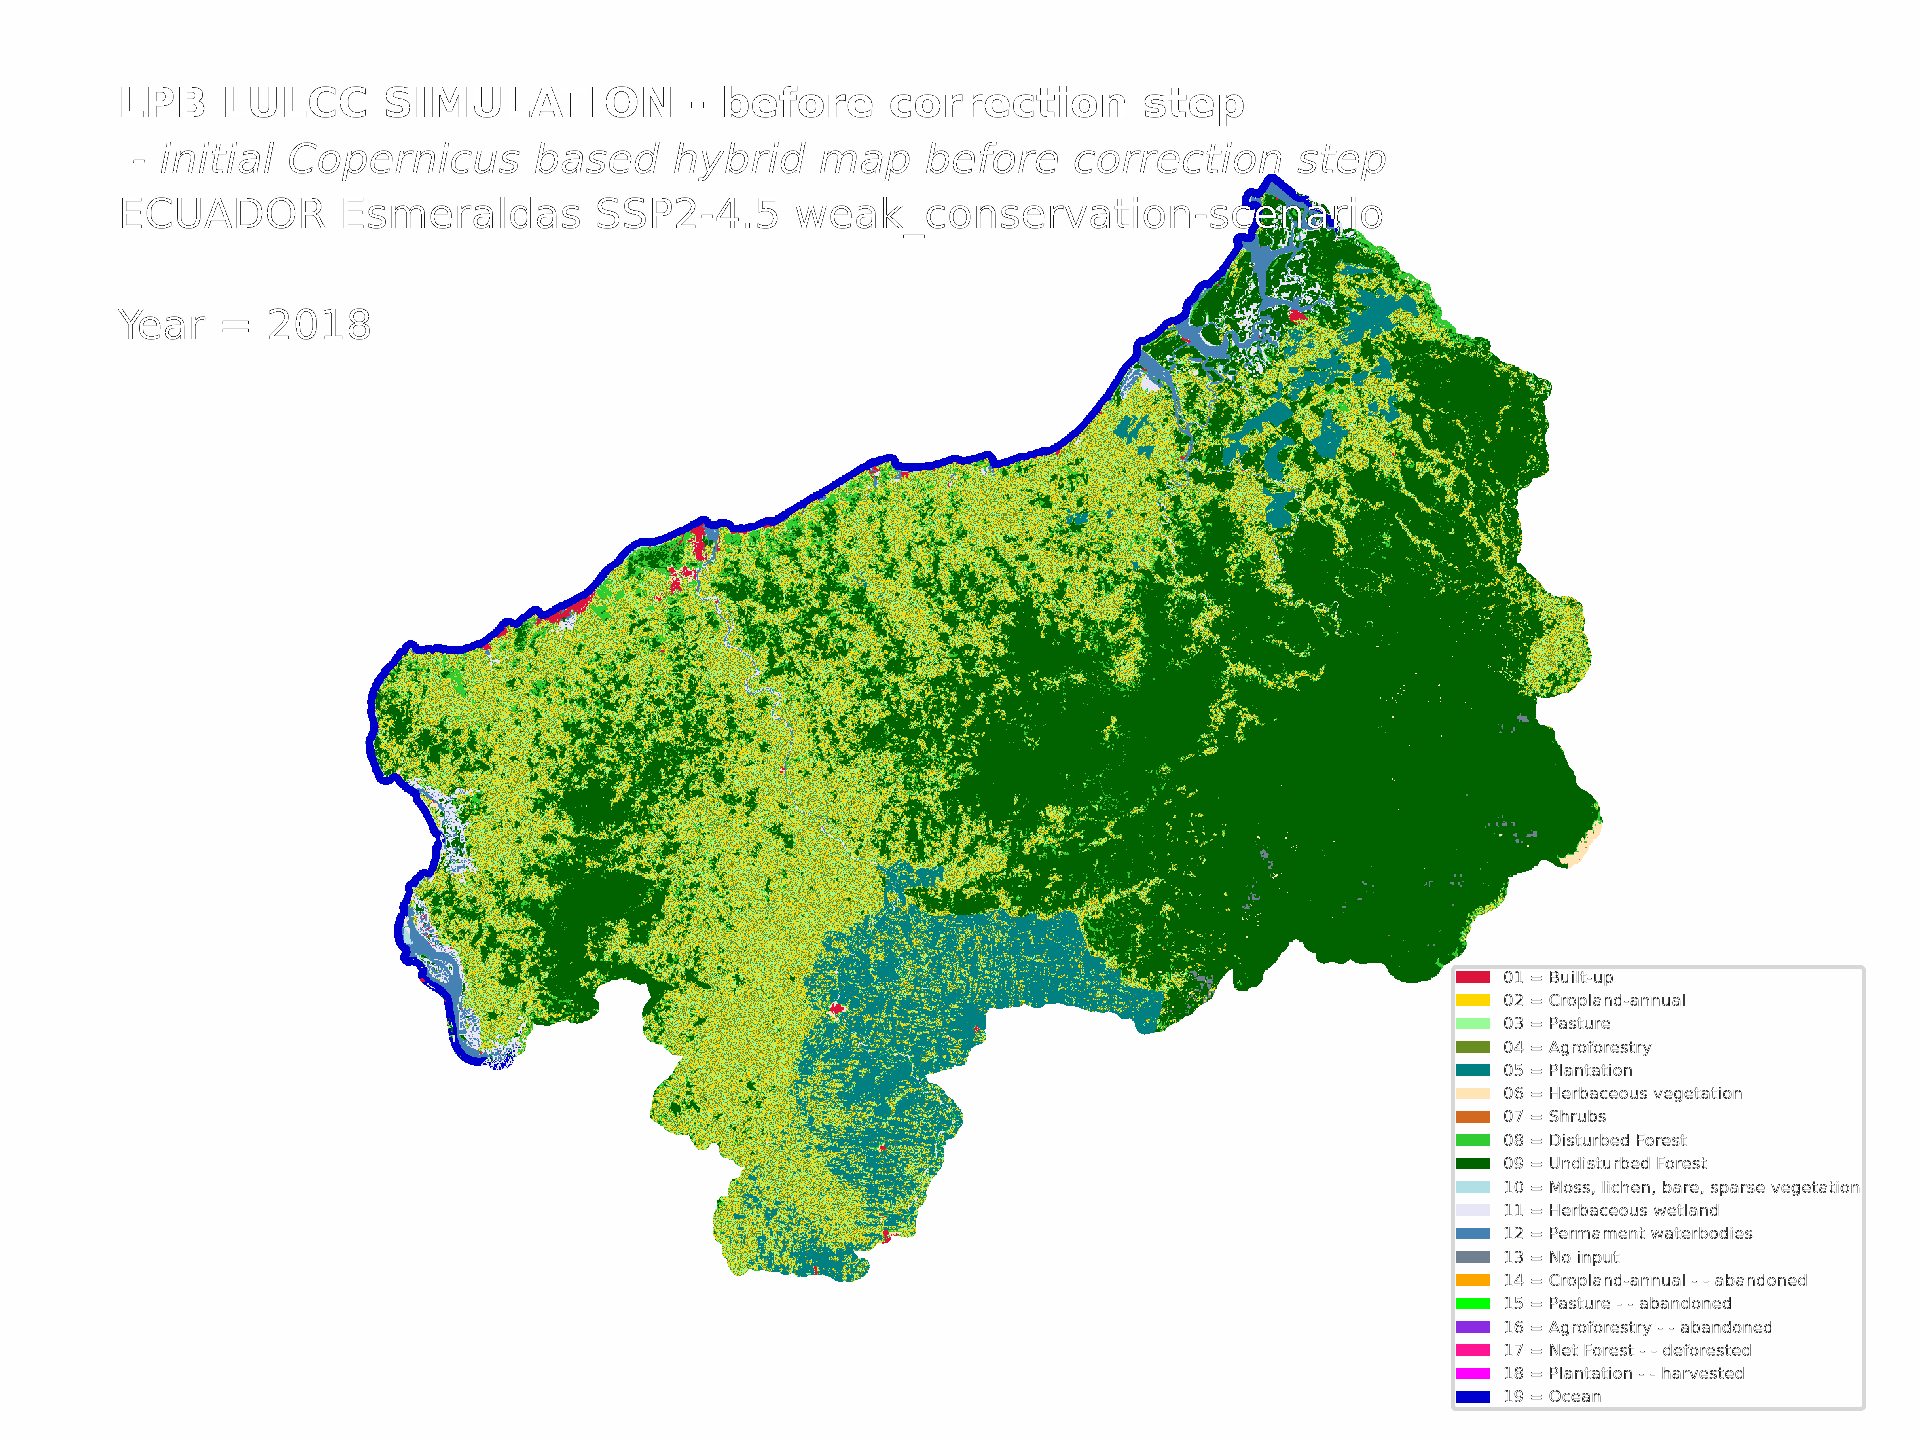 LPB LULCC SIMULATION - before correction step
- initial Copernicus based hybrid map before correction step
ECUADOR Esmeraldas SSP2-4.5 weak_conservation-scenario
Year = 2018
01 = Built-up
02 = Cropland-annual
03 = Pasture
04 = Agroforestry
05 = Plantation
06 = Herbaceous vegetation
07 = Shrubs
08 = Disturbed Forest
09 = Undisturbed Forest
10 = Moss, lichen, bare, sparse vegetation
11 = Herbaceous wetland
12 = Permament waterbodies
13 = No input
14 = Cropland-annual - - abandoned
15 = Pasture - - abandoned
16 = Agroforestry - - abandoned
17 = Net Forest - - deforested
18 = Plantation - - harvested
19 = Ocean